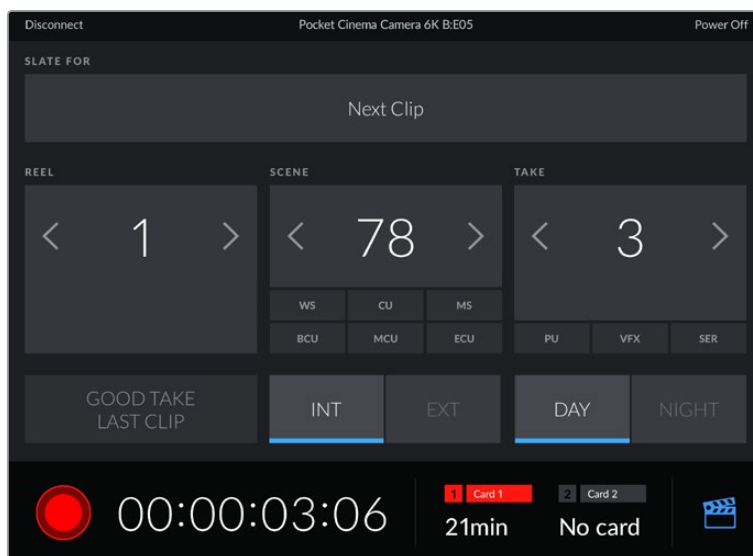 Disconnect Pocket Cinema Camera 6K B:E05 Power Off
SLATE FOR
Next Clip
REEL SCENE TAKE
1 78 3
WS CU MS
BCU MCU ECU PU VFX SER
GOOD TAKE
LAST CLIP
INT EXT DAY NIGHT
1 Card 1 2 Card 2
00:00:03:06 21min No card